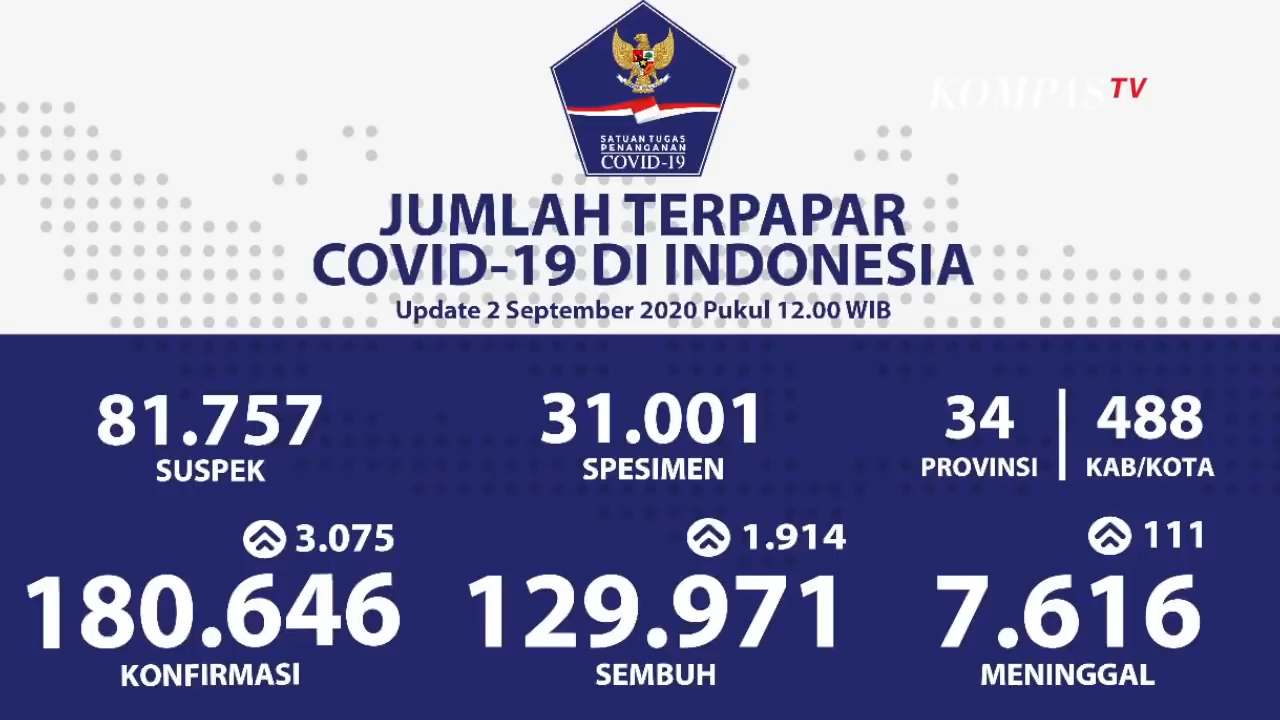 SATUAN TUGAS
PENANGANAN
COVID-19
KOMPASTV
JUMLAH TERPAPAR
COVID-19 DI INDONESIA
Update 2 September 2020 Pukul 12.00 WIB
81.757
SUSPEK
31.001
SPESIMEN
34
PROVINSI
488
KAB/KOTA
3.075
180.646
KONFIRMASI
1.914
129.971
SEMBUH
111
7.616
MENINGGAL